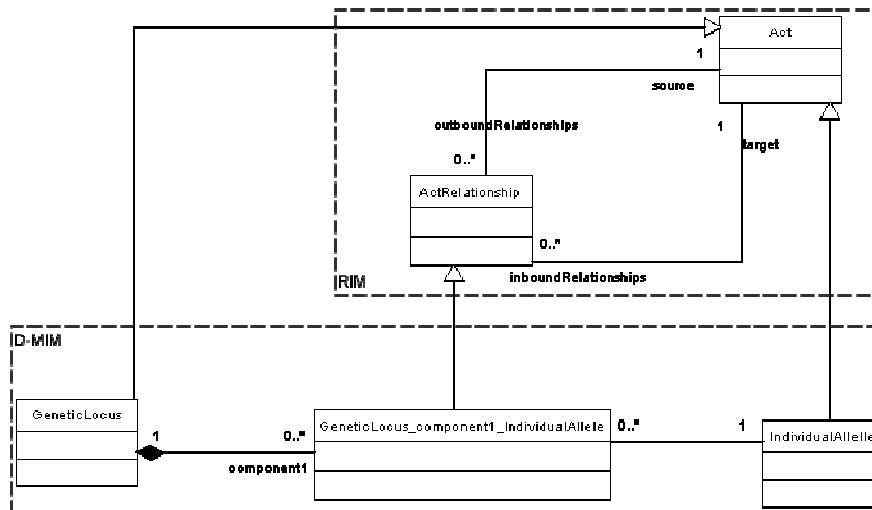 Act
1
source
outboundRelationships
1
target
0..*
ActRelationship
0..*
inboundRelationships
RIM
D-MIM
GeneticLocus
1
0..*
component1
GeneticLocus_component1_IndividualAllele
0..*
1
IndividualAllelle